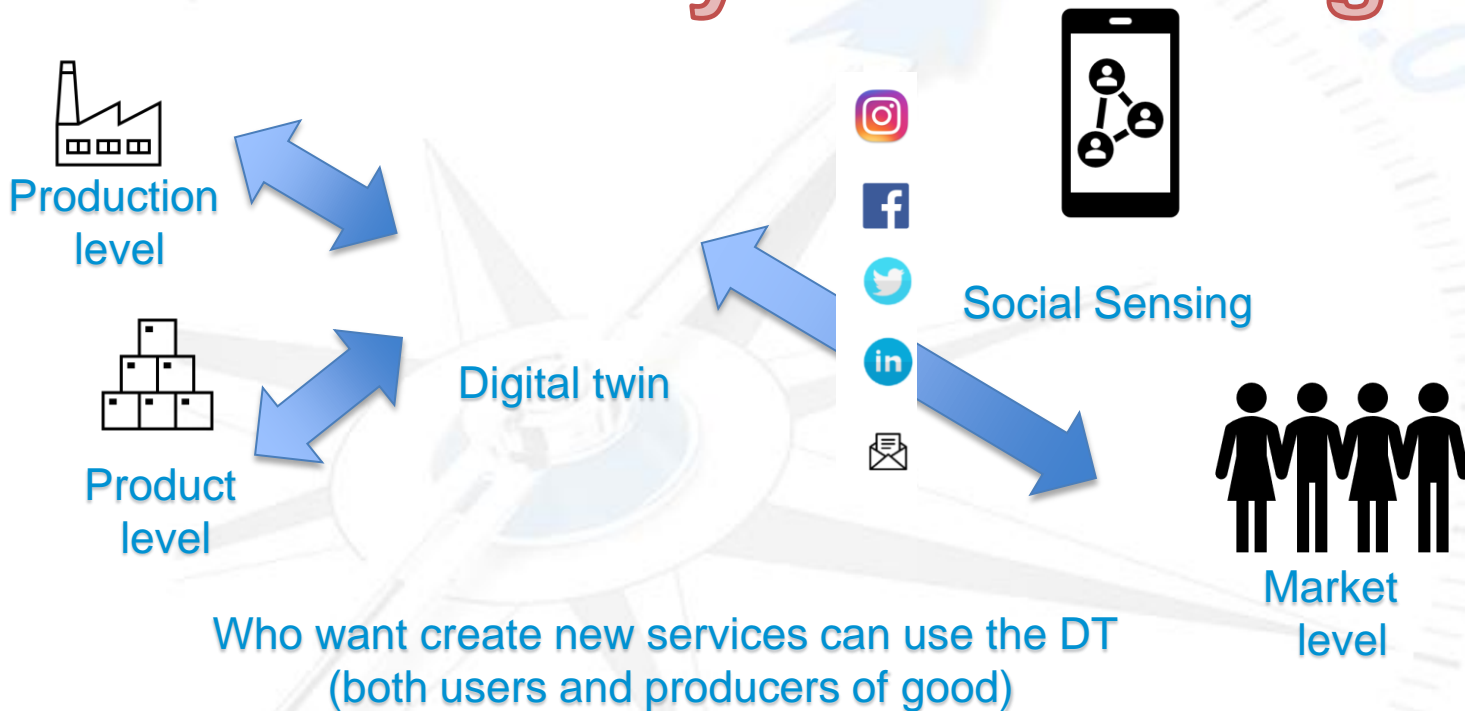 Production
level
Social Sensing
in
Digital twin
Product
level
Market
level
Who want create new services can use the DT
(both users and producers of good)